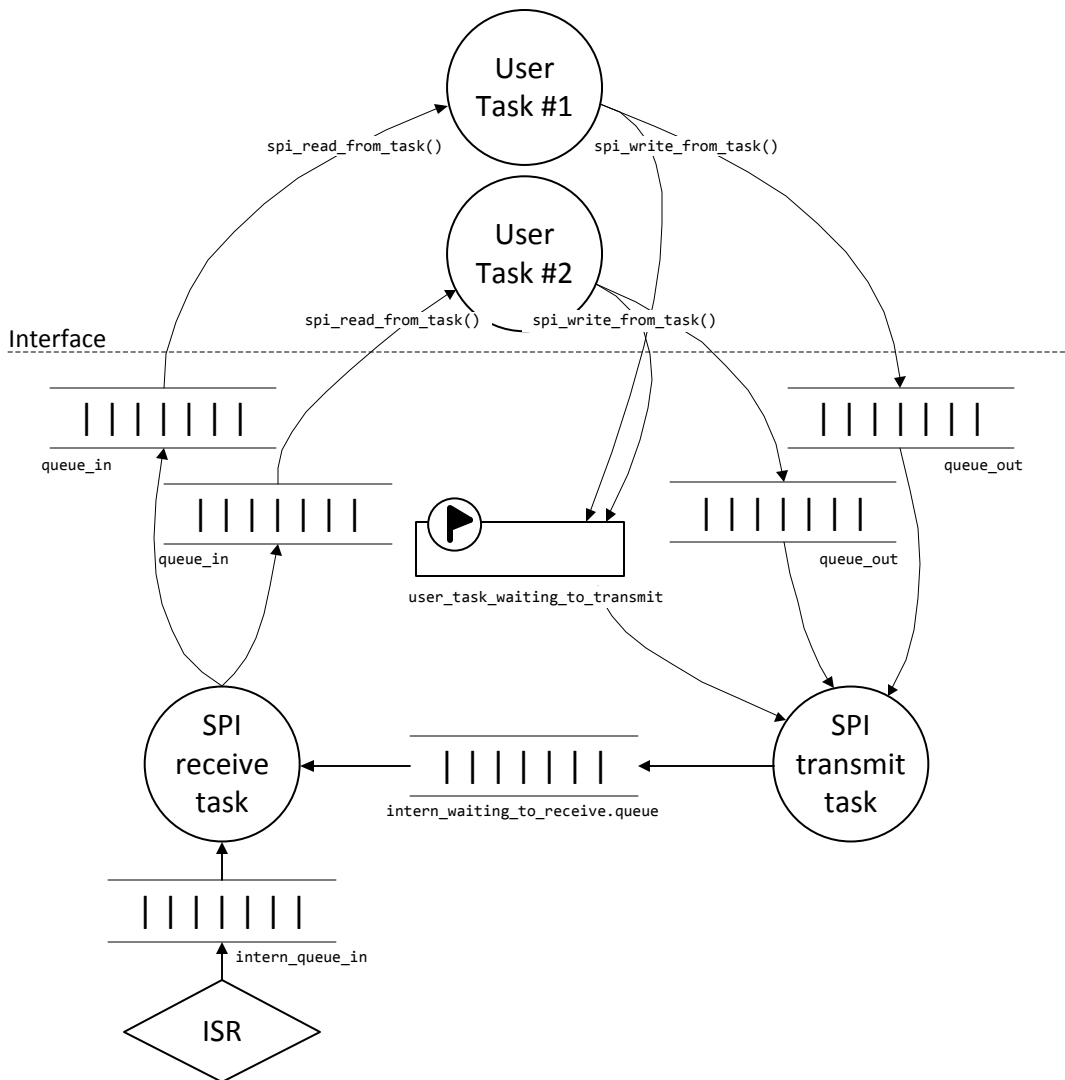 User
Task #1
spi_read_from_task()
spi_write_from_task()
User
Task #2
spi_read_from_task()
spi_write_from_task()
Interface
queue_in
queue_out
queue_in
queue_out
user_task_waiting_to_transmit
SPI
receive
task
SPI
transmit
task
intern_waiting_to_receive.queue
intern_queue_in
ISR